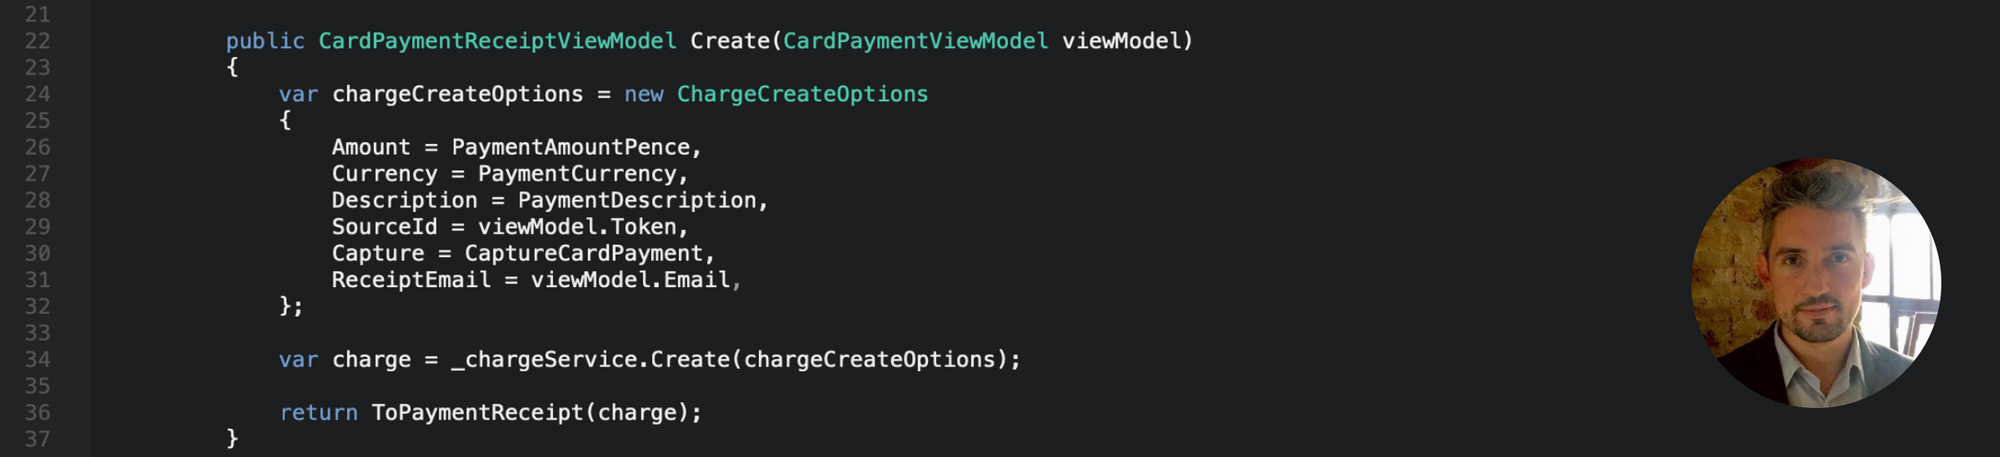 21
22 public CardPaymentReceiptViewModel Create(CardPaymentViewModel viewModel)
23 {
24 var chargeCreateOptions = new ChargeCreateOptions
25 {
26 Amount = PaymentAmountPence,
27 Currency = PaymentCurrency,
28 Description = PaymentDescription,
29 SourceId = viewModel.Token,
30 Capture = CaptureCardPayment,
31 ReceiptEmail = viewModel.Email,
32 };
33
34 var charge = _chargeService.Create(chargeCreateOptions);
35
36 return ToPaymentReceipt(charge);
37 }